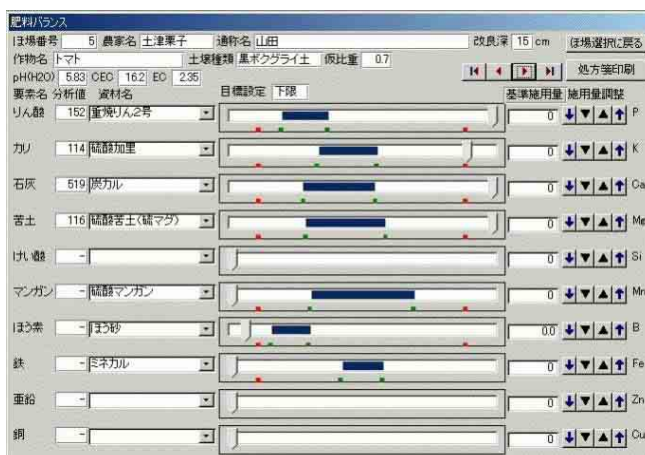 肥料バランス
ほ場番号 5 農家名 土津栗子 通称名 山田 改良深 15 cm ほ場選択に戻る
作物名 トマト 土壌種類 黒ボクグライ土 仮比重 0.7
pH(H2O) 5.83 CEC 16.2 EC 2.35 処方箋印刷
要素名 分析値 資材名 目標設定 下限 基準施用量 施用量調整
りん酸 152 重焼りん2号 0 P
カリ 114 硫酸加里 0 K
石灰 519 炭カル 0 Ca
苦土 116 硫酸苦土(硫マグ) 0 Mg
けい酸 - 0 Si
マンガン - 硫酸マンガン 0 Mn
ほう素 - ほう砂 0.0 B
鉄 - ミネカル 0 Fe
亜鉛 - 0 Zn
銅 - 0 Cu